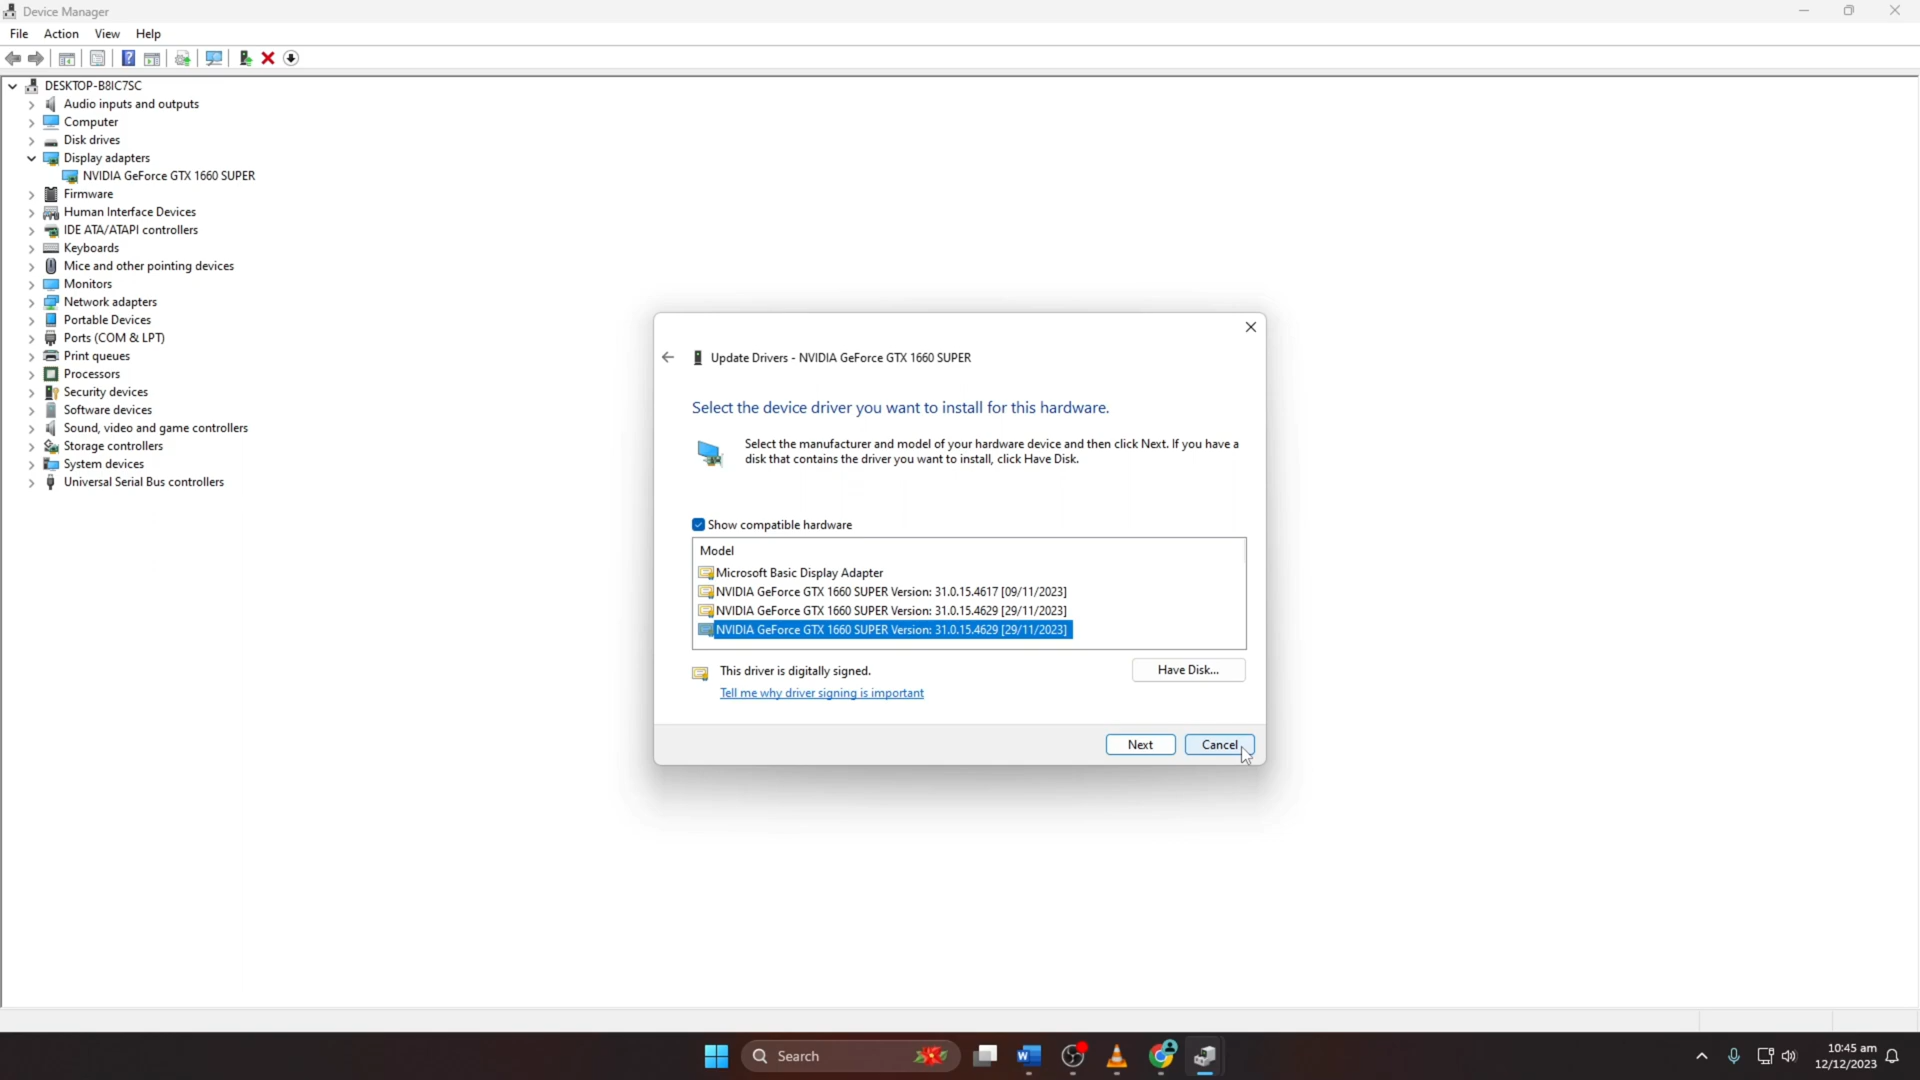 Device Manager
File Action View Help
DESKTOP-B8IC7SC
Audio inputs and outputs
Computer
Disk drives
Display adapters
NVIDIA GeForce GTX 1660 SUPER
Firmware
Human Interface Devices
IDE ATA/ATAPI controllers
Keyboards
Mice and other pointing devices
Monitors
Network adapters
Portable Devices
Ports (COM & LPT)
Print queues
Processors
Security devices
Software devices
Sound, video and game controllers
Storage controllers
System devices
Universal Serial Bus controllers
Update Drivers - NVIDIA GeForce GTX 1660 SUPER
Select the device driver you want to install for this hardware.
Select the manufacturer and model of your hardware device and then click Next. If you have a
disk that contains the driver you want to install, click Have Disk.
Show compatible hardware
Model
Microsoft Basic Display Adapter
NVIDIA GeForce GTX 1660 SUPER Version: 31.0.15.4617 [09/11/2023]
NVIDIA GeForce GTX 1660 SUPER Version: 31.0.15.4629 [29/11/2023]
NVIDIA GeForce GTX 1660 SUPER Version: 31.0.15.4629 [29/11/2023]
This driver is digitally signed.
Have Disk...
Tell me why driver signing is important
Next Cancel
Search
10:45 am
12/12/2023